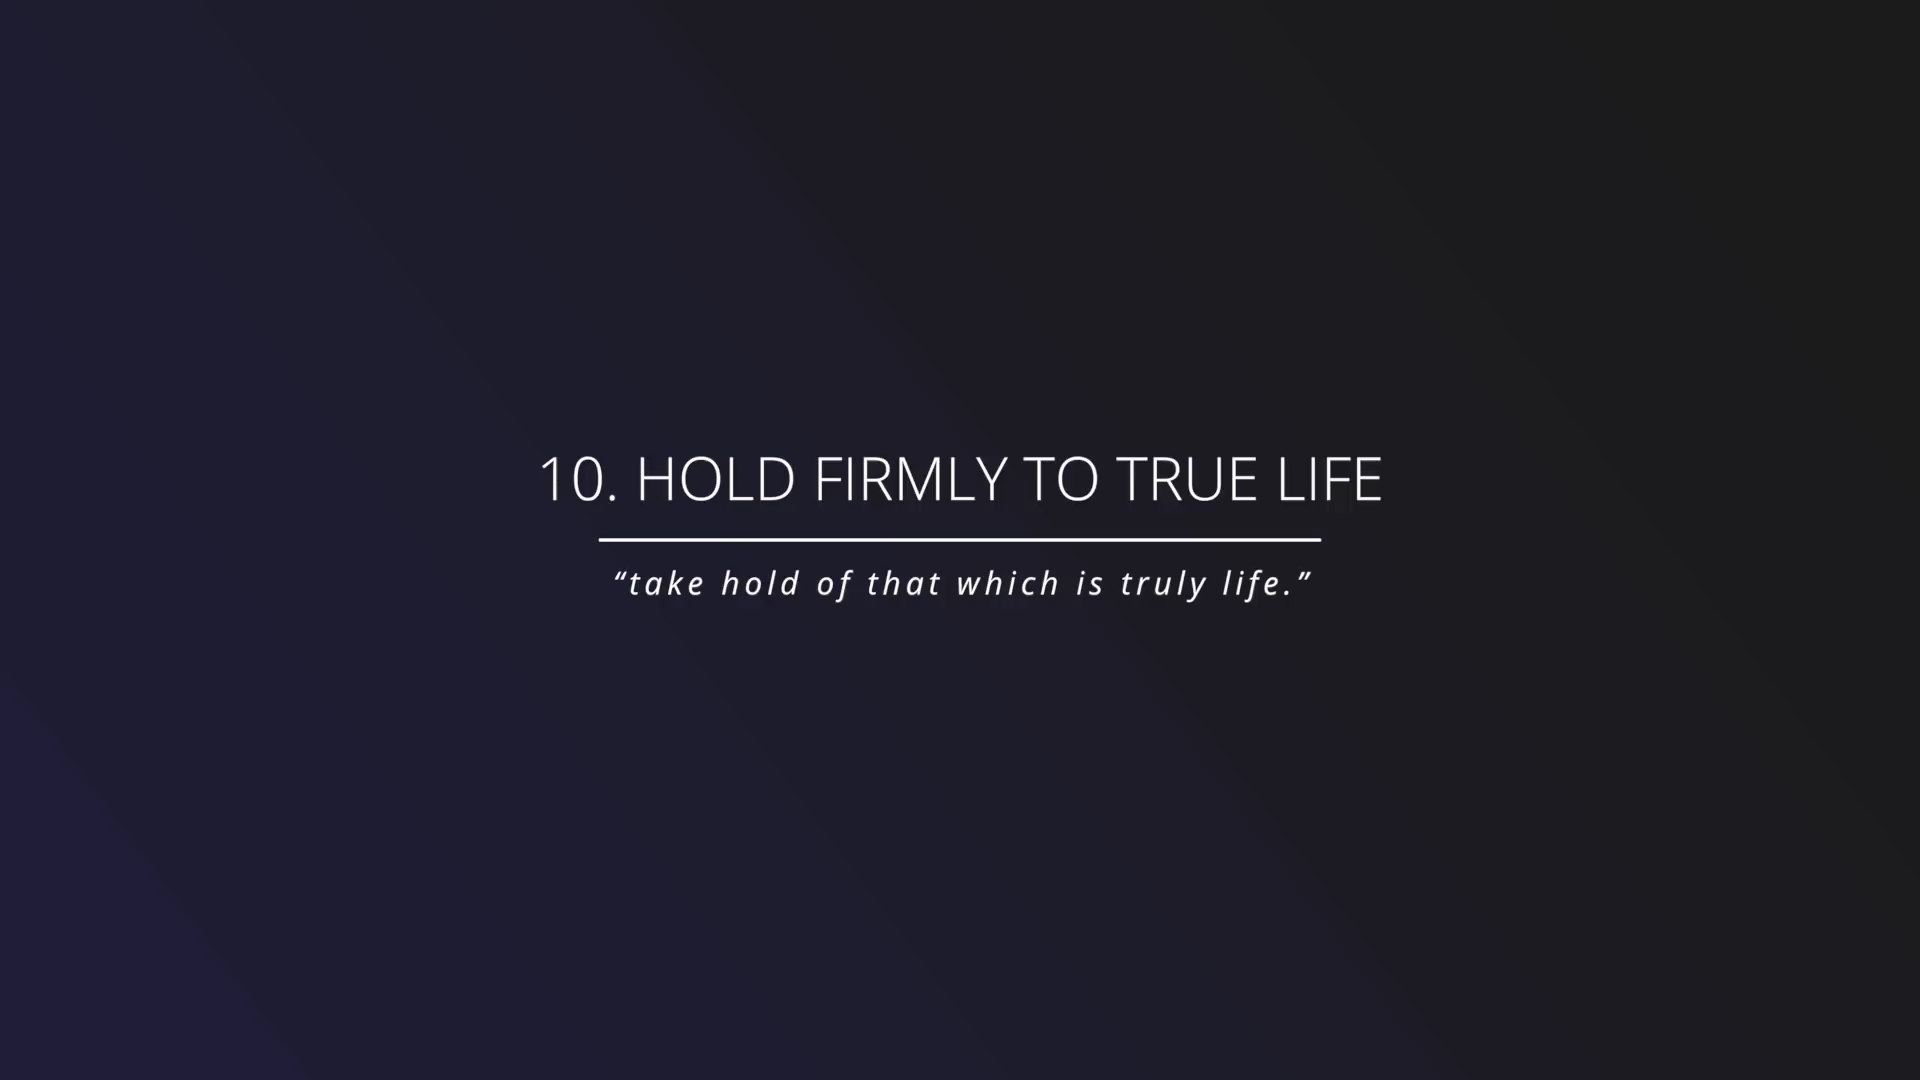 10. HOLD FIRMLY TO TRUE LIFE
“take hold of that which is truly life.”